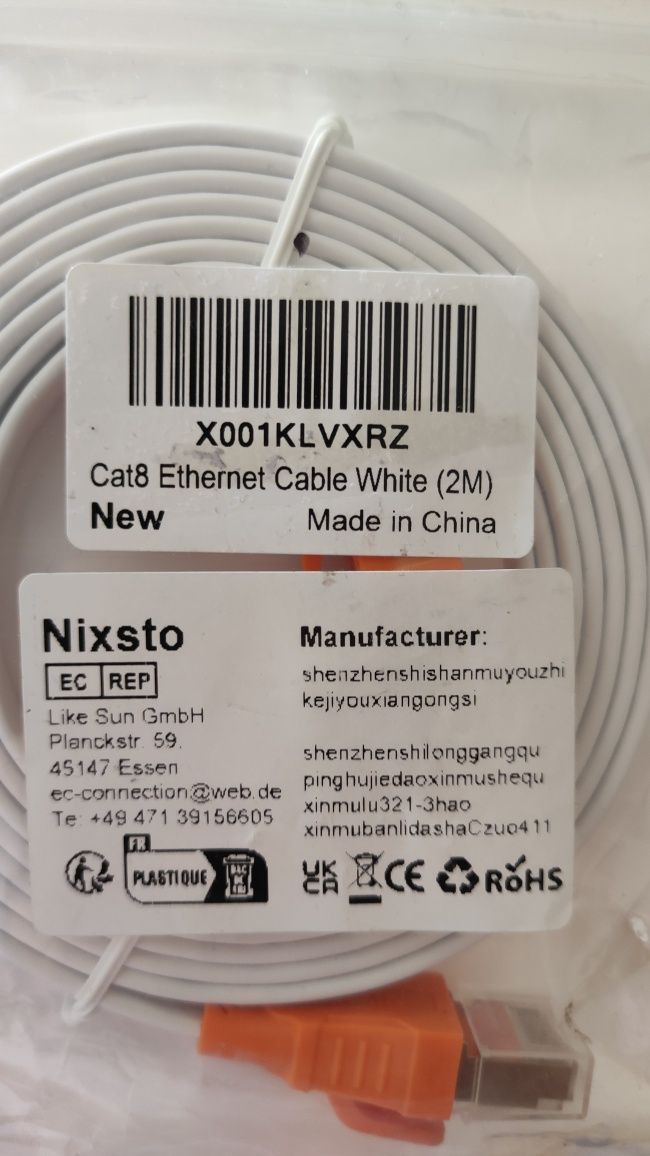 X001KLVXRZ
Cat8 Ethernet Cable White (2M)
New
Made in China
Nixsto
EC REP
Like Sun GmbH
Planckstr. 59.
45147 Essen
ec-connection@web.de
Te: +49 471 39156605
Manufacturer:
shenzhenshishanmuyouzhi
kejiyouxiangongsi
shenzhenshilonggangqu
pinghujiedaoxinmushequ
xinmulu321-3hao
xinmubanlidashaCzuo411
FR
PLASTIQUE
UK
CA
CE
RoHS